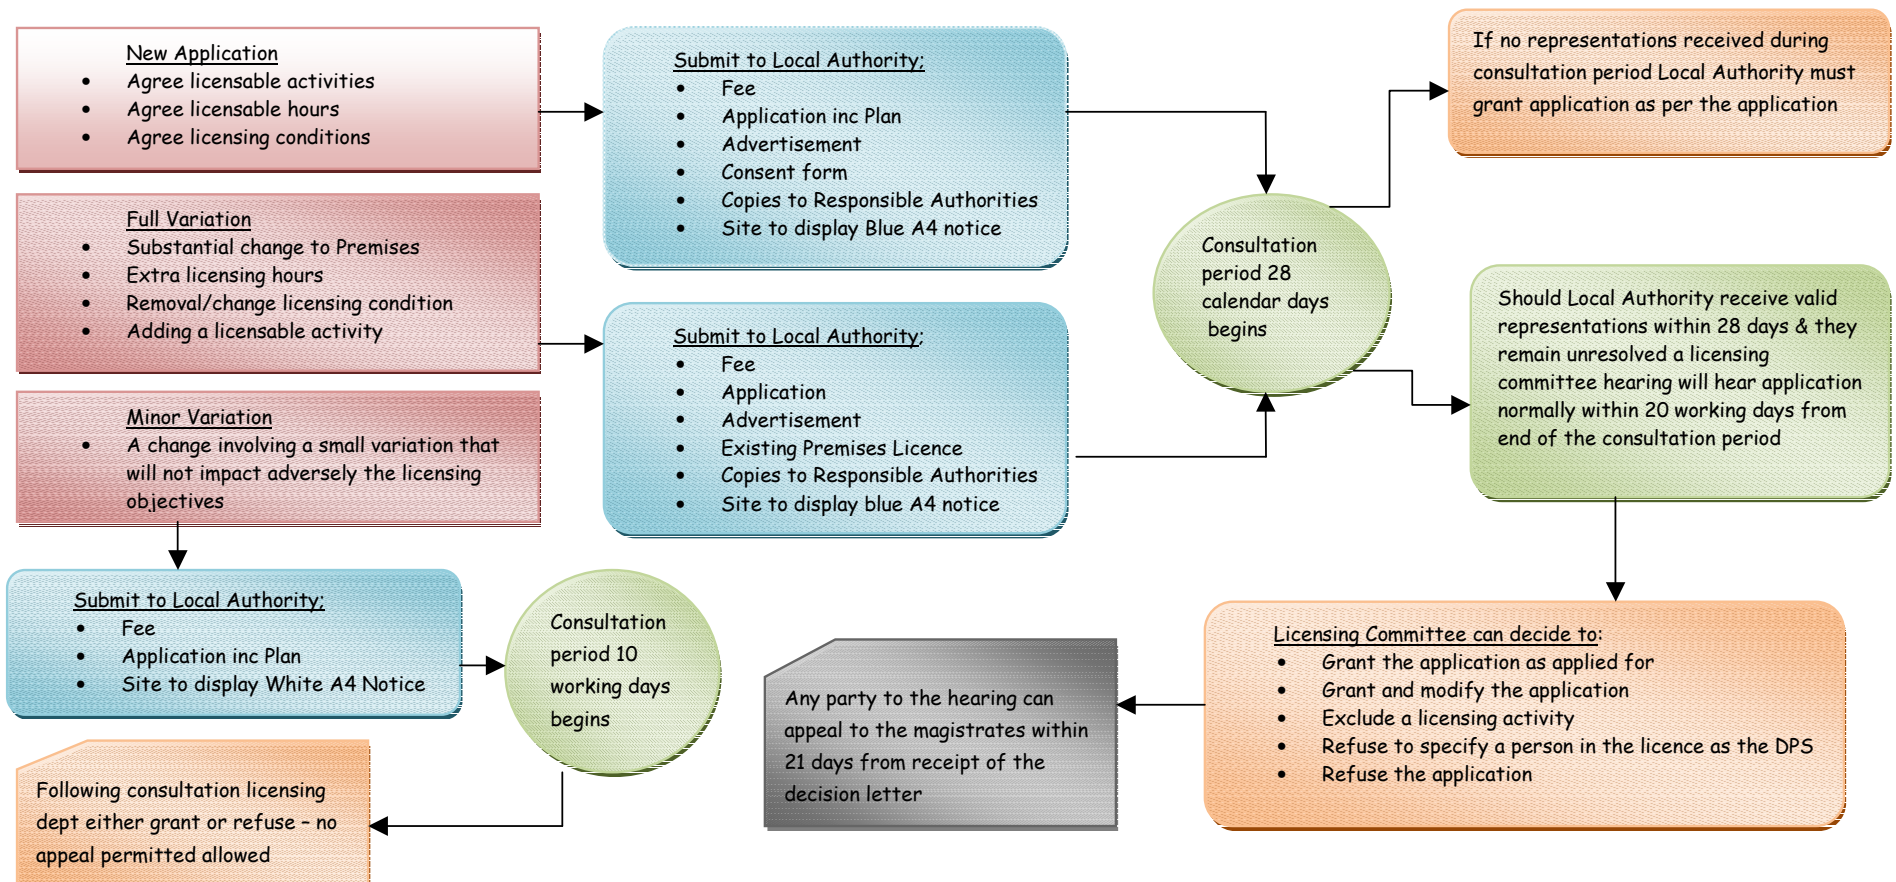 New Application
• Agree licensable activities
• Agree licensable hours
• Agree licensing conditions
Submit to Local Authority;
• Fee
• Application inc Plan
• Advertisement
• Consent form
• Copies to Responsible Authorities
• Site to display Blue A4 notice
If no representations received during
consultation period Local Authority must
grant application as per the application
Full Variation
• Substantial change to Premises
• Extra licensing hours
• Removal/change licensing condition
• Adding a licensable activity
Submit to Local Authority;
• Fee
• Application
• Advertisement
• Existing Premises Licence
• Copies to Responsible Authorities
• Site to display blue A4 notice
Consultation
period 28
calendar days
begins
Should Local Authority receive valid
representations within 28 days & they
remain unresolved a licensing
committee hearing will hear application
normally within 20 working days from
end of the consultation period
Minor Variation
• A change involving a small variation that
will not impact adversely the licensing
objectives
Submit to Local Authority;
• Fee
• Application inc Plan
• Site to display White A4 Notice
Consultation
period 10
working days
begins
Following consultation licensing
dept either grant or refuse – no
appeal permitted allowed
Licensing Committee can decide to:
• Grant the application as applied for
• Grant and modify the application
• Exclude a licensing activity
• Refuse to specify a person in the licence as the DPS
• Refuse the application
Any party to the hearing can
appeal to the magistrates within
21 days from receipt of the
decision letter